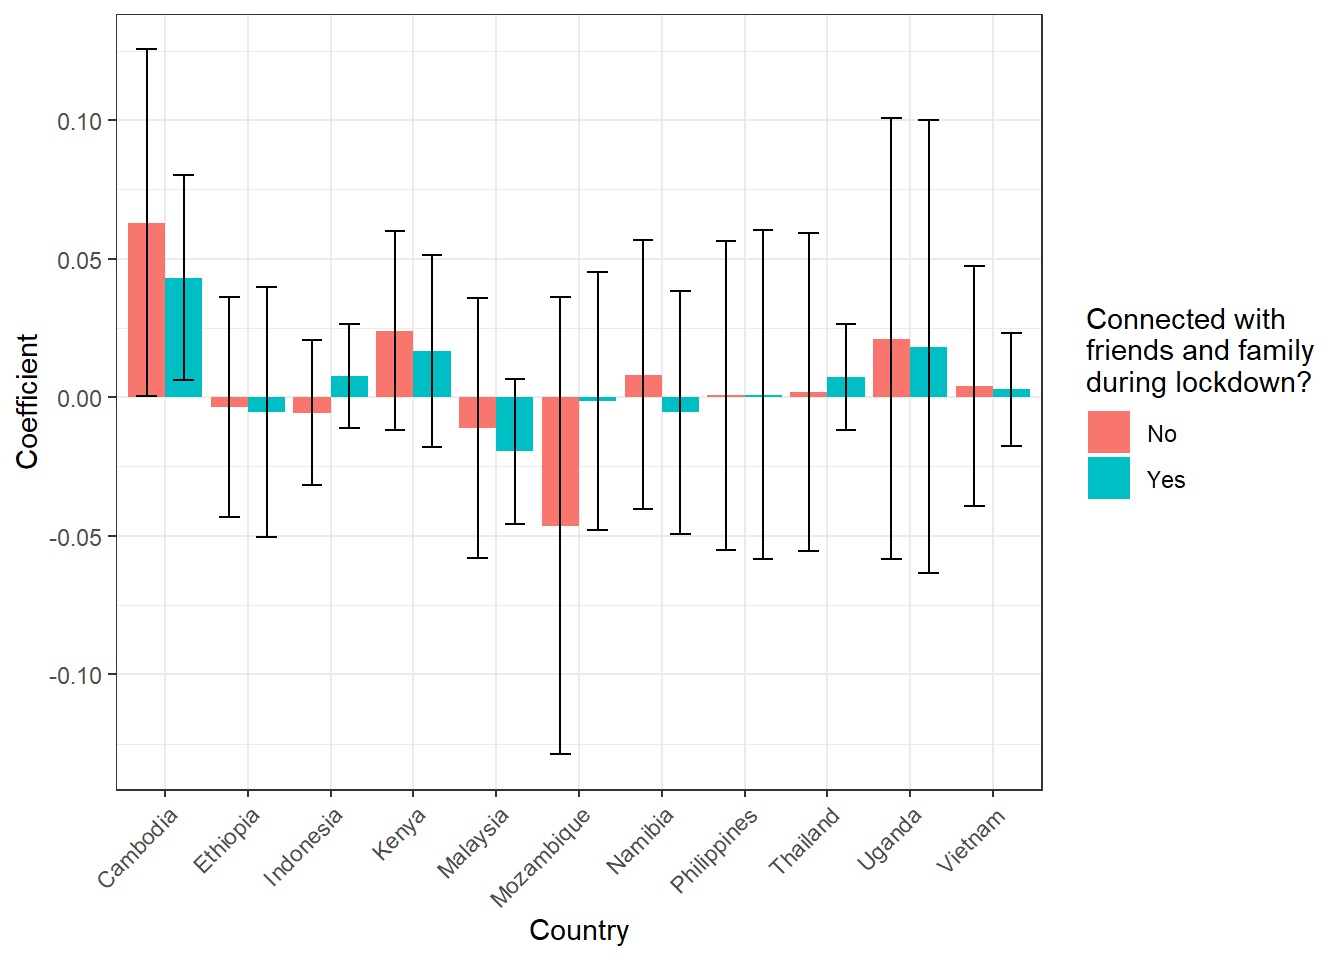 0.10
0.05
0.00
-0.05
-0.10
Coefficient
Cambodia
Ethiopia
Indonesia
Kenya
Malaysia
Mozambique
Namibia
Philippines
Thailand
Uganda
Vietnam
Country
Connected with
friends and family
during lockdown?
No
Yes